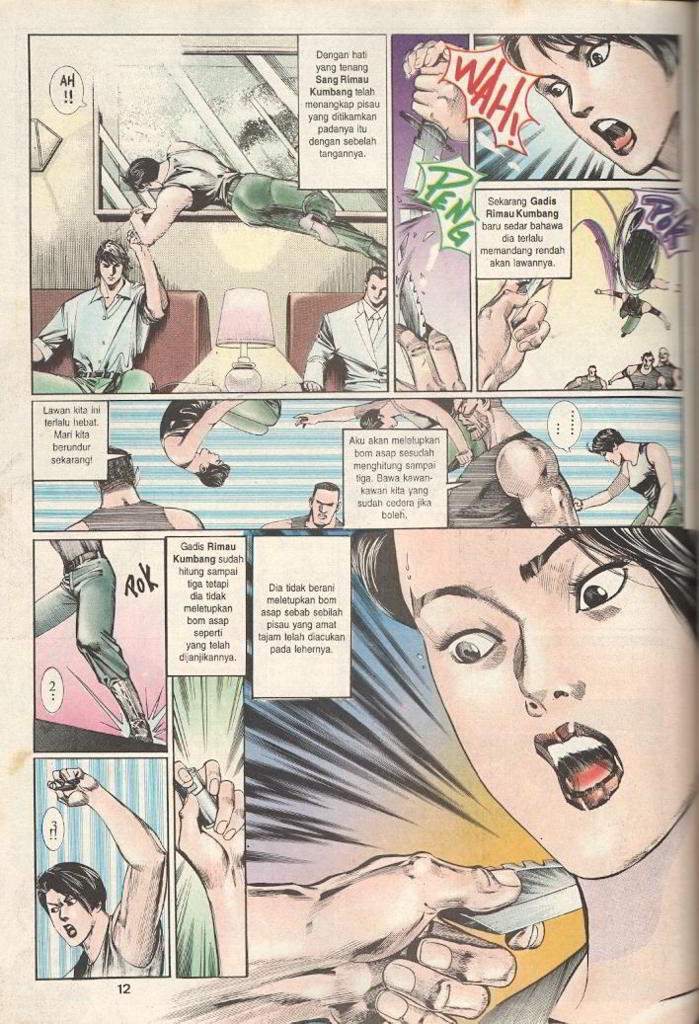 AH
!!
Dengan hati
yang tenang
Sang Rimau
Kumbang telah
menangkap pisau
yang ditikamkan
padanya itu
dengan sebelah
tangannya.
WAH!
PENG
Sekarang Gadis
Rimau Kumbang
baru sedar bahawa
dia terlalu
memandang rendah
akan lawannya.
POK
Lawan kita ini
terlalu hebat.
Mari kita
berundur
sekarang!
Aku akan meletupkan
bom asap sesudah
menghitung sampai
tiga. Bawa kawan-
kawan kita yang
sudah cedera jika
boleh.
...
...
POK
2
...
Gadis Rimau
Kumbang sudah
hitung sampai
tiga tetapi
dia tidak
meletupkan
bom asap
seperti
yang telah
dijanjikannya.
Dia tidak berani
meletupkan bom
asap sebab sebilah
pisau yang amat
tajam telah diacukan
pada lehernya.
3
!!
12